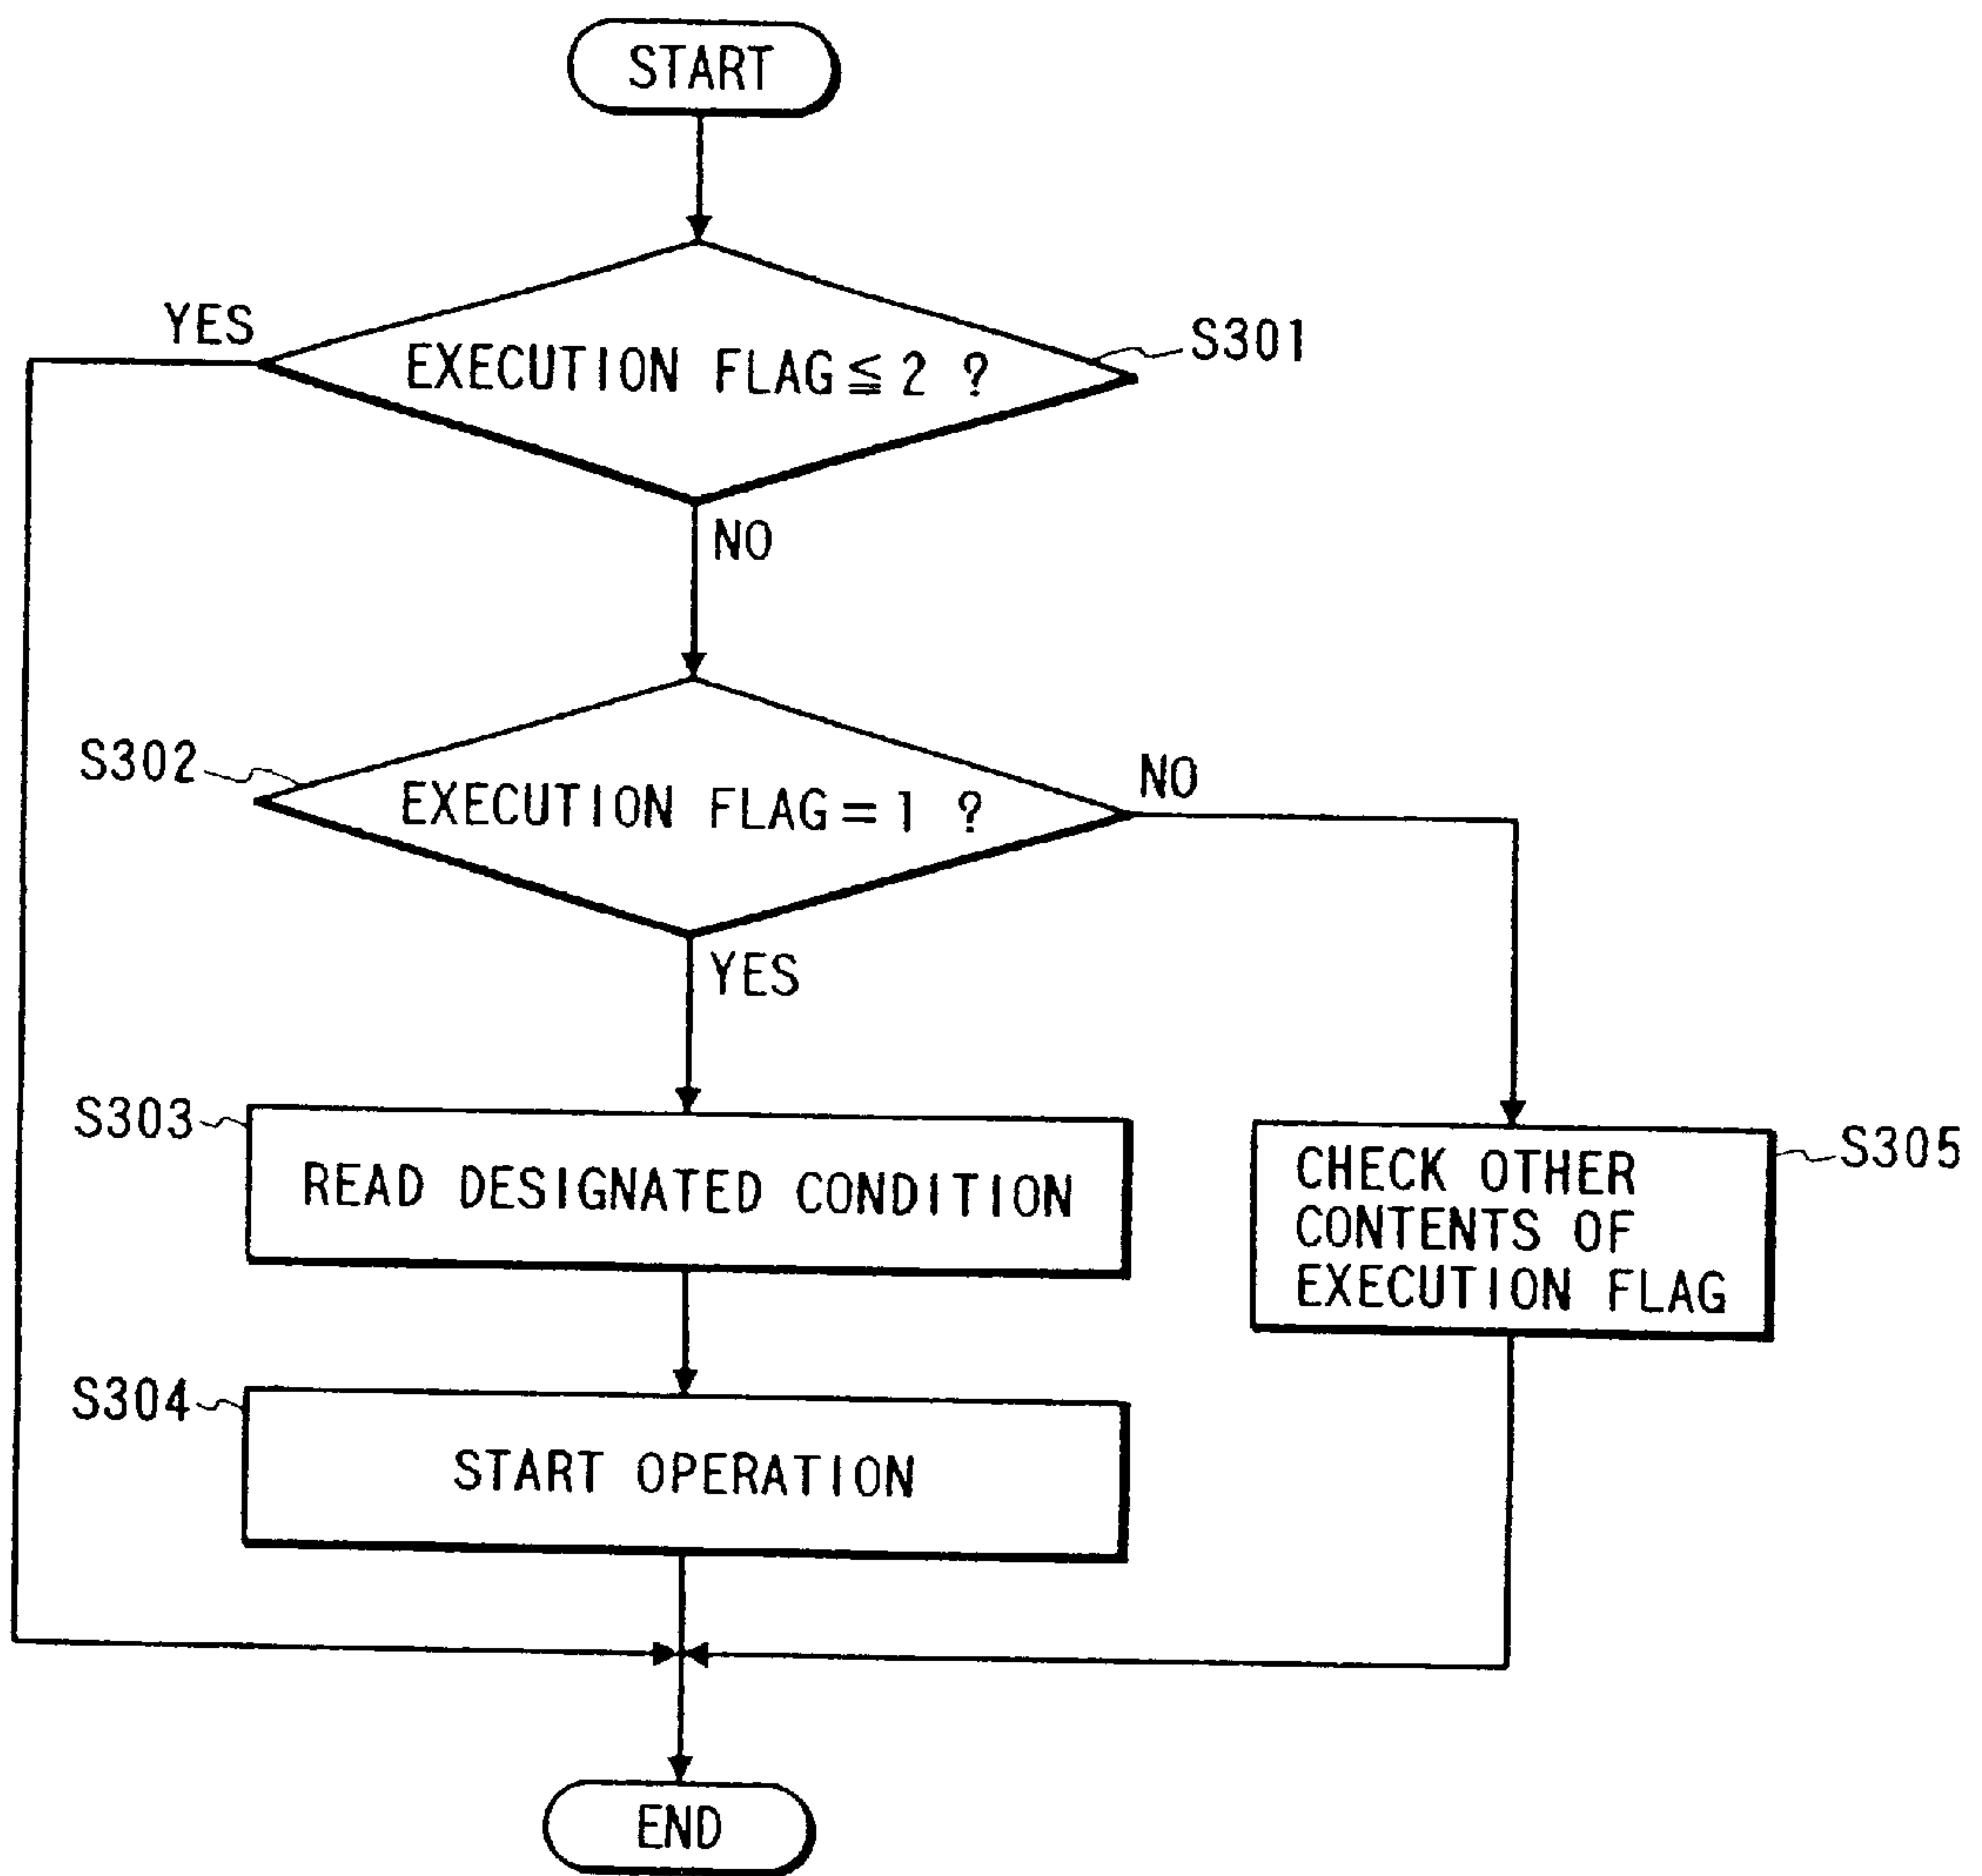 START
YES
EXECUTION FLAG ≦ 2 ?
S301
NO
S302
EXECUTION FLAG = 1 ?
NO
YES
S303
READ DESIGNATED CONDITION
CHECK OTHER
CONTENTS OF
EXECUTION FLAG
S305
S304
START OPERATION
END